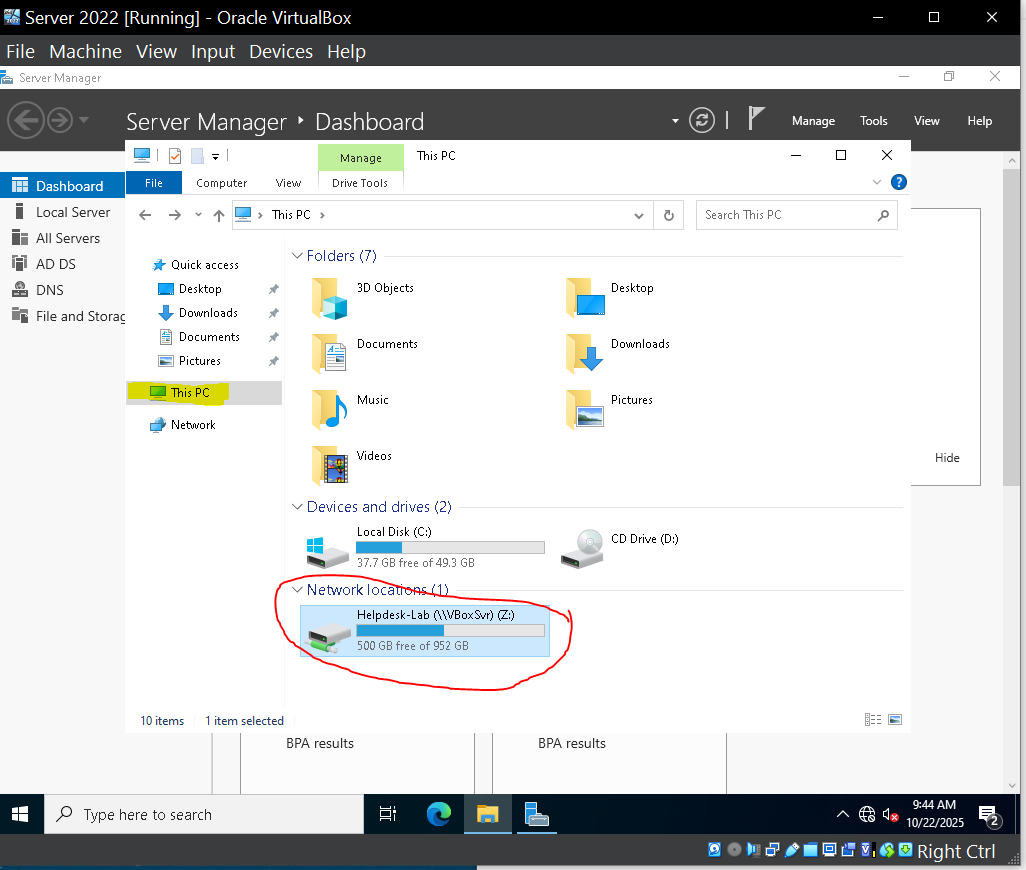 Server 2022 [Running] - Oracle VirtualBox
File Machine View Input Devices Help
Server Manager
Server Manager Dashboard
Manage Tools View Help
Manage This PC
File Computer View Drive Tools
This PC
Search This PC
Dashboard
Local Server
All Servers
AD DS
DNS
File and Storag
Quick access
Desktop
Downloads
Documents
Pictures
This PC
Network
Folders (7)
3D Objects
Desktop
Documents
Downloads
Music
Pictures
Videos
Devices and drives (2)
Local Disk (C:)
37.7 GB free of 49.3 GB
CD Drive (D:)
Network locations (1)
Helpdesk-Lab (\\VBoxSvr) (Z:)
500 GB free of 952 GB
Hide
10 items 1 item selected
BPA results
BPA results
Type here to search
9:44 AM
10/22/2025
2
Right Ctrl